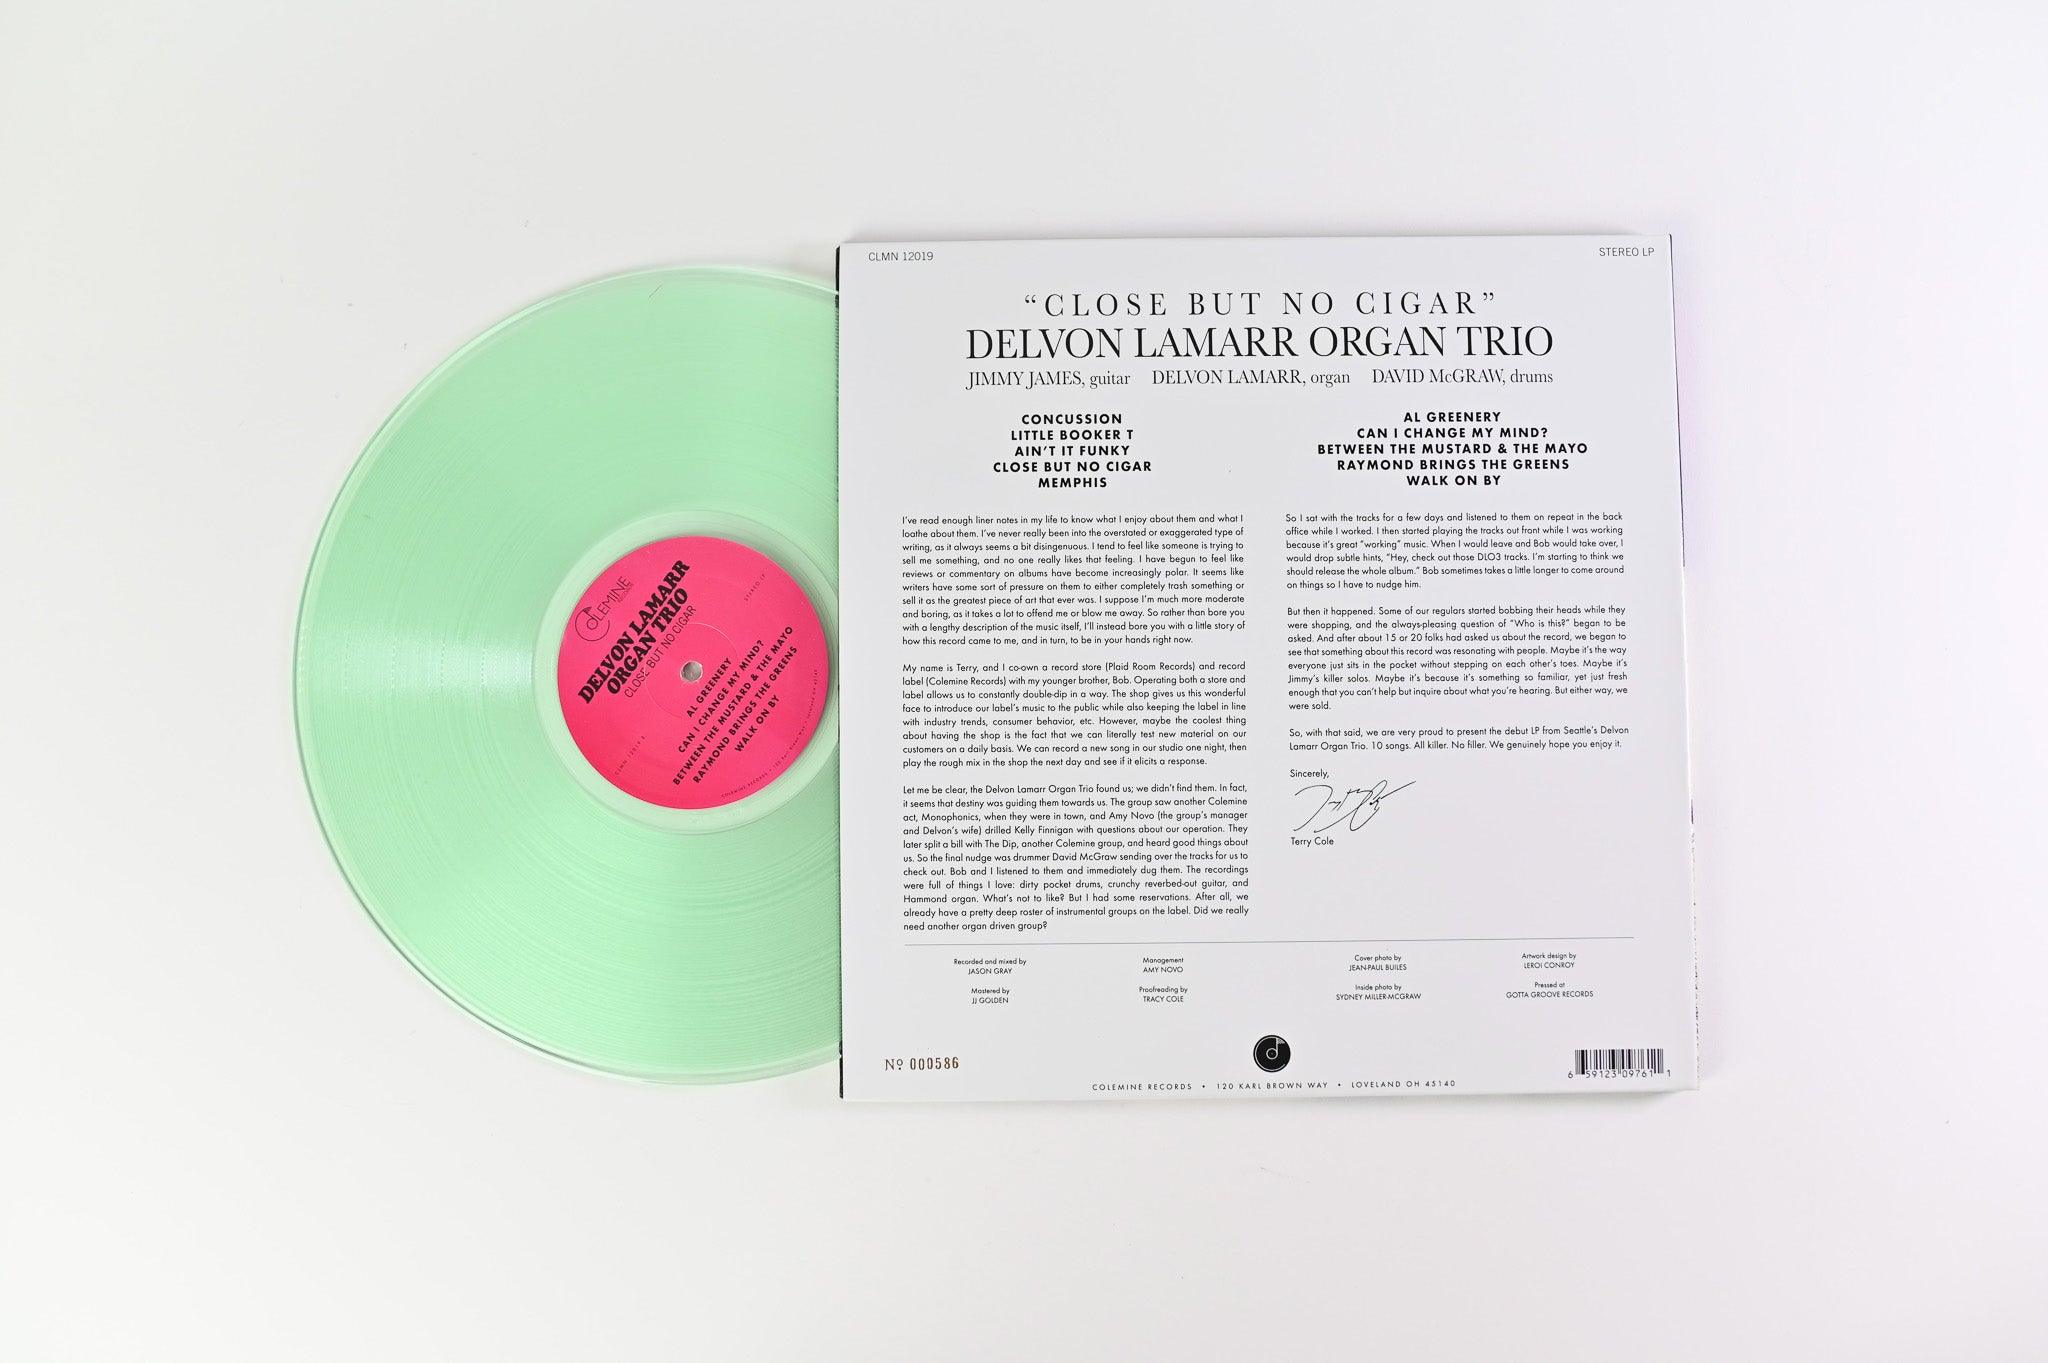 CLMN 12019
STEREO LP
“CLOSE BUT NO CIGAR”
DELVON LAMARR ORGAN TRIO
JIMMY JAMES, guitar DELVON LAMARR, organ DAVID McGRAW, drums
CONCUSSION
LITTLE BOOKER T
AIN'T IT FUNKY
CLOSE BUT NO CIGAR
MEMPHIS
AL GREENERY
CAN I CHANGE MY MIND?
BETWEEN THE MUSTARD & THE MAYO
RAYMOND BRINGS THE GREENS
WALK ON BY
I've read enough liner notes in my life to know what I enjoy about them and what I
loathe about them. I've never really been into the overstated or exaggerated type of
writing, as it always seems a bit disingenuous. I tend to feel like someone is trying to
sell me something, and no one really likes that feeling. I have begun to feel like
reviews or commentary on albums have become increasingly polar. It seems like
writers have some sort of pressure on them to either completely trash something or
sell it as the greatest piece of art that ever was. I suppose I'm much more moderate
and boring, as it takes a lot to offend me or blow me away. So rather than bore you
with a lengthy description of the music itself, I'll instead bore you with a little story of
how this record came to me, and in turn, to be in your hands right now.
My name is Terry, and I co-own a record store (Plaid Room Records) and record
label (Colemine Records) with my younger brother, Bob. Operating both a store and
label allows us to constantly double-dip in a way. The shop gives us this wonderful
face to introduce our label's music to the public while also keeping the label in line
with industry trends, consumer behavior, etc. However, maybe the coolest thing
about having the shop is the fact that we can literally test new material on our
customers on a daily basis. We can record a new song in our studio one night, then
play the rough mix in the shop the next day and see if it elicits a response.
Let me be clear, the Delvon Lamarr Organ Trio found us; we didn't find them. In fact,
it seems that destiny was guiding them towards us. The group saw another Colemine
act, Monophonics, when they were in town, and Amy Novo (the group's manager
and Delvon's wife) drilled Kelly Finnigan with questions about our operation. They
later split a bill with The Dip, another Colemine group, and heard good things about
us. So the final nudge was drummer David McGraw sending over the tracks for us to
check out. Bob and I listened to them and immediately dug them. The recordings
were full of things I love: dirty pocket drums, crunchy reverbed-out guitar, and
Hammond organ. What's not to like? But I had some reservations. After all, we
already have a pretty deep roster of instrumental groups on the label. Did we really
need another organ driven group?
So I sat with the tracks for a few days and listened to them on repeat in the back
office while I worked. I then started playing the tracks out front while I was working
because it's great “working” music. When I would leave and Bob would take over, I
would drop subtle hints, “Hey, check out those DLO3 tracks. I'm starting to think we
should release the whole album.” Bob sometimes takes a little longer to come around
on things so I have to nudge him.
But then it happened. Some of our regulars started bobbing their heads while they
were shopping, and the always-pleasing question of “Who is this?” began to be
asked. And after about 15 or 20 folks had asked us about the record, we began to
see that something about this record was resonating with people. Maybe it's the way
everyone just sits in the pocket without stepping on each other's toes. Maybe it's
Jimmy's killer solos. Maybe it's because it's something so familiar, yet just fresh
enough that you can't help but inquire about what you're hearing. But either way, we
were sold.
So, with that said, we are very proud to present the debut LP from Seattle's Delvon
Lamarr Organ Trio. 10 songs. All killer. No filler. We genuinely hope you enjoy it.
Sincerely,
Terry Cole
Recorded and mixed by
JASON GRAY
Mastered by
JJ GOLDEN
Management
AMY NOVO
Proofreading by
TRACY COLE
Cover photo by
JEAN-PAUL BUILES
Inside photo by
SYDNEY MILLER-MCGRAW
Artwork design by
LEROI CONROY
Pressed at
GOTTA GROOVE RECORDS
Nº 000586
COLEMINE RECORDS • 120 KARL BROWN WAY • LOVELAND OH 45140
6 59123 09761 1
COLEMINE
RECORDS
DELVON LAMARR
ORGAN TRIO
CLOSE BUT NO CIGAR
STEREO LP
AL GREENERY
CAN I CHANGE MY MIND?
BETWEEN THE MUSTARD & THE MAYO
RAYMOND BRINGS THE GREENS
WALK ON BY
COLEMINE RECORDS • 120 Karl Brown Way • Loveland OH 45140